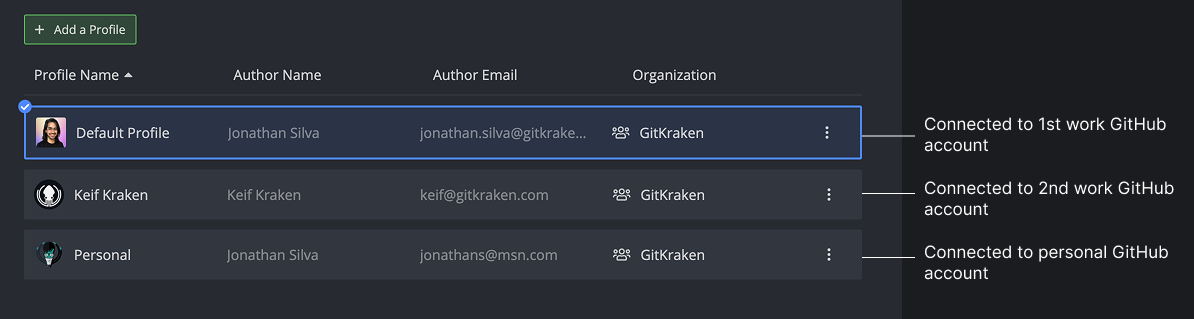 + Add a Profile
Profile Name Author Name Author Email Organization
Default Profile Jonathan Silva jonathan.silva@gitkrake... GitKraken
Connected to 1st work GitHub
account
Keif Kraken Keif Kraken keif@gitkraken.com GitKraken
Connected to 2nd work GitHub
account
Personal Jonathan Silva jonathans@msn.com GitKraken
Connected to personal GitHub
account